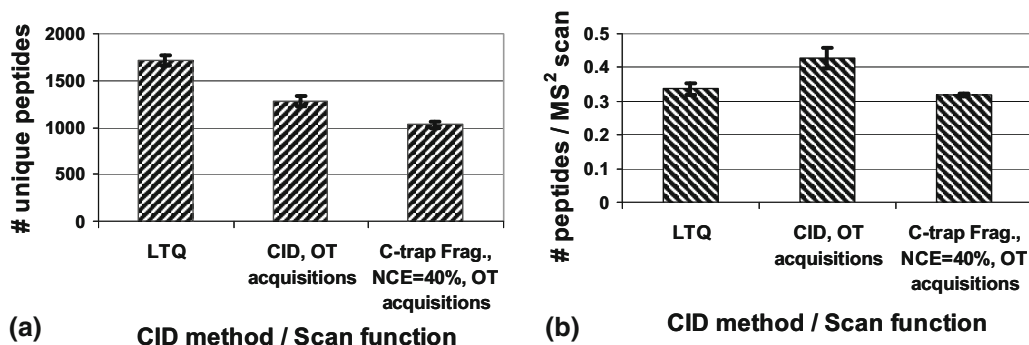 # unique peptides
2000
1500
1000
500
0
LTQ
CID, OT
acquisitions
C-trap Frag.,
NCE=40%, OT
acquisitions
(a)
CID method / Scan function
# peptides / MS² scan
0.5
0.4
0.3
0.2
0.1
0
LTQ
CID, OT
acquisitions
C-trap Frag.,
NCE=40%, OT
acquisitions
(b)
CID method / Scan function